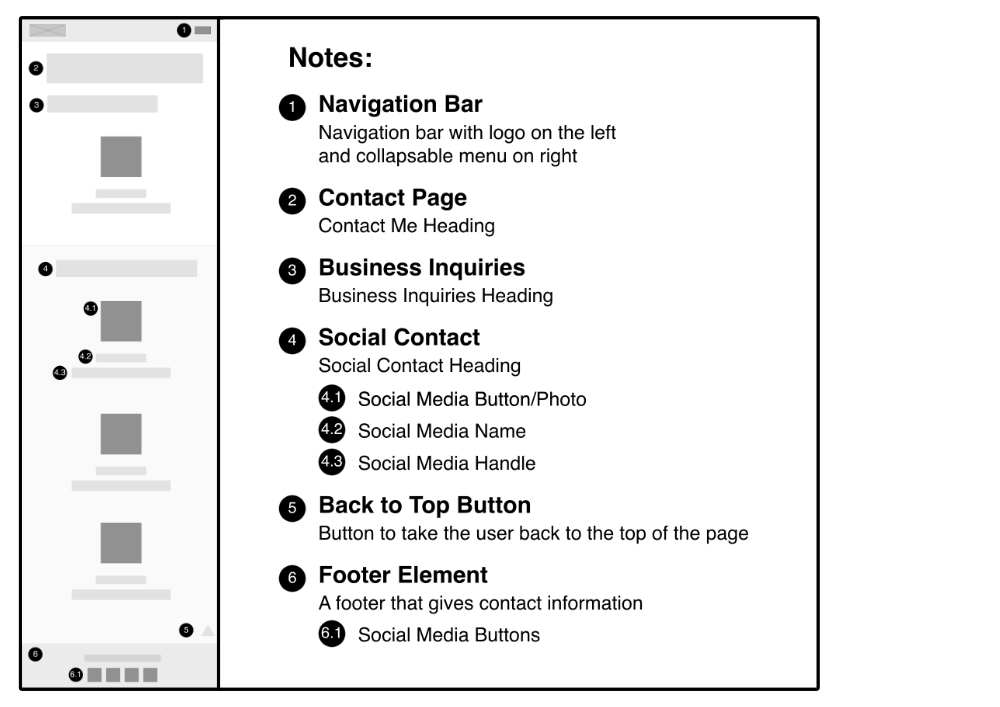 1
2
3
4
4.1
4.2
4.3
5
6
6.1
Notes:
1 Navigation Bar
Navigation bar with logo on the left
and collapsable menu on right
2 Contact Page
Contact Me Heading
3 Business Inquiries
Business Inquiries Heading
4 Social Contact
Social Contact Heading
4.1 Social Media Button/Photo
4.2 Social Media Name
4.3 Social Media Handle
5 Back to Top Button
Button to take the user back to the top of the page
6 Footer Element
A footer that gives contact information
6.1 Social Media Buttons